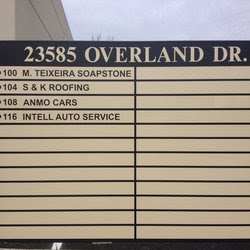 23585 OVERLAND DR.
100 M. TEIXEIRA SOAPSTONE
104 S & K ROOFING
108 ANMO CARS
116 INTELL AUTO SERVICE